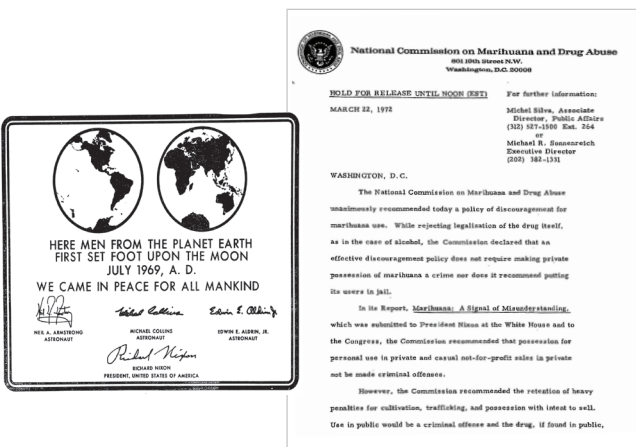 HERE MEN FROM THE PLANET EARTH
FIRST SET FOOT UPON THE MOON
JULY 1969, A. D.
WE CAME IN PEACE FOR ALL MANKIND
Neil A. Armstrong
Michael Collins
Edwin E. Aldrin Jr.
NEIL A. ARMSTRONG
ASTRONAUT
MICHAEL COLLINS
ASTRONAUT
EDWIN E. ALDRIN, JR.
ASTRONAUT
Richard Nixon
RICHARD NIXON
PRESIDENT, UNITED STATES OF AMERICA
National Commission on Marihuana and Drug Abuse
801 19th Street N.W.
Washington, D.C. 20006
HOLD FOR RELEASE UNTIL NOON (EST)
MARCH 22, 1972
For further information:
Michel Silva, Associate
Director, Public Affairs
(312) 527-1500 Ext. 264
or
Michael R. Sonnenreich
Executive Director
(202) 382-1331
WASHINGTON, D.C.
The National Commission on Marihuana and Drug Abuse
unanimously recommended today a policy of discouragement for
marihuana use. While rejecting legalization of the drug itself,
as in the case of alcohol, the Commission declared that an
effective discouragement policy does not require making private
possession of marihuana a crime nor does it recommend putting
its users in jail.
In its Report, Marihuana: A Signal of Misunderstanding,
which was submitted to President Nixon at the White House and to
the Congress, the Commission recommended that possession for
personal use in private and casual not-for-profit sales in private
not be made criminal offenses.
However, the Commission recommended the retention of heavy
penalties for cultivation, trafficking, and possession with intent to sell.
Use in public would be a criminal offense and the drug, if found in public,